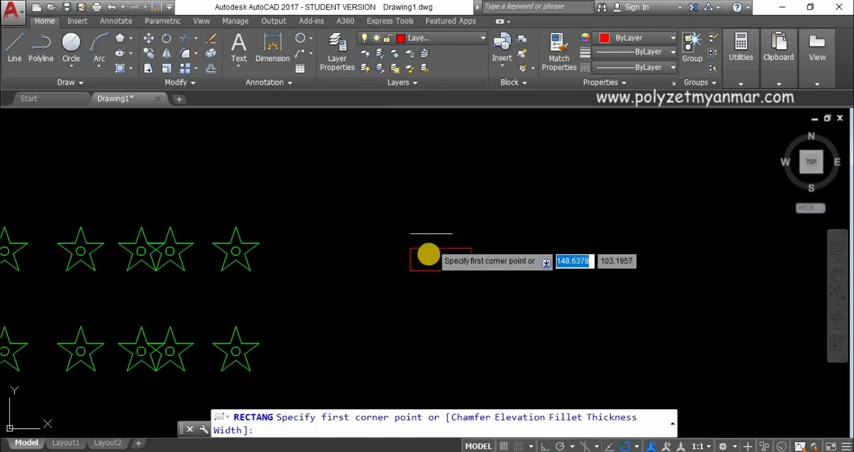 Autodesk AutoCAD 2017 - STUDENT VERSION Drawing1.dwg
Type a keyword or phrase
Sign In
Home Insert Annotate Parametric View Manage Output Add-ins A360 Express Tools Featured Apps
Line Polyline Circle Arc Text Dimension Layer Properties Laye... Insert Match Properties ByLayer Group Utilities Clipboard View
ByLayer
ByLayer
Draw Modify Annotation Layers Block Properties Groups
Start Drawing1*
www.polyzetmyanmar.com
N
W TOP E
S
WCS
Specify first corner point or 148.6378 103.1957
Y
X
RECTANG Specify first corner point or [Chamfer Elevation Fillet Thickness
Width]:
Model Layout1 Layout2 + MODEL 1:1